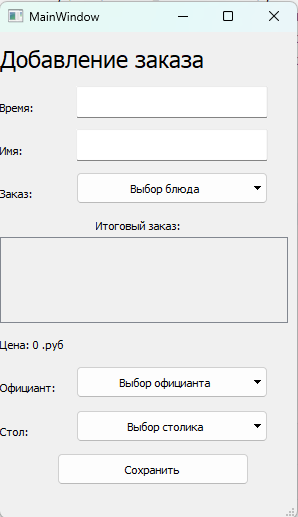 MainWindow
Добавление заказа
Время:
Имя:
Заказ: Выбор блюда
Итоговый заказ:
Цена: 0 .руб
Официант: Выбор официанта
Стол: Выбор столика
Сохранить